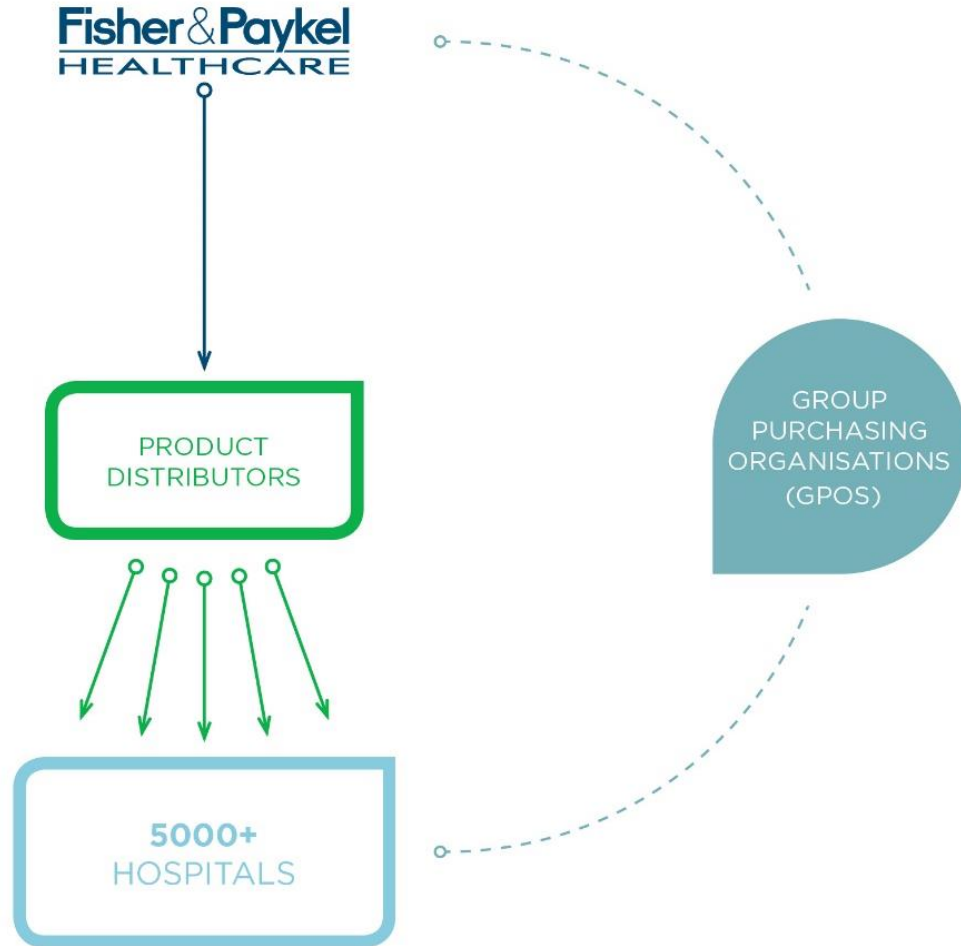 Fisher&Paykel
HEALTHCARE
PRODUCT
DISTRIBUTORS
5000+
HOSPITALS
GROUP
PURCHASING
ORGANISATIONS
(GPOS)